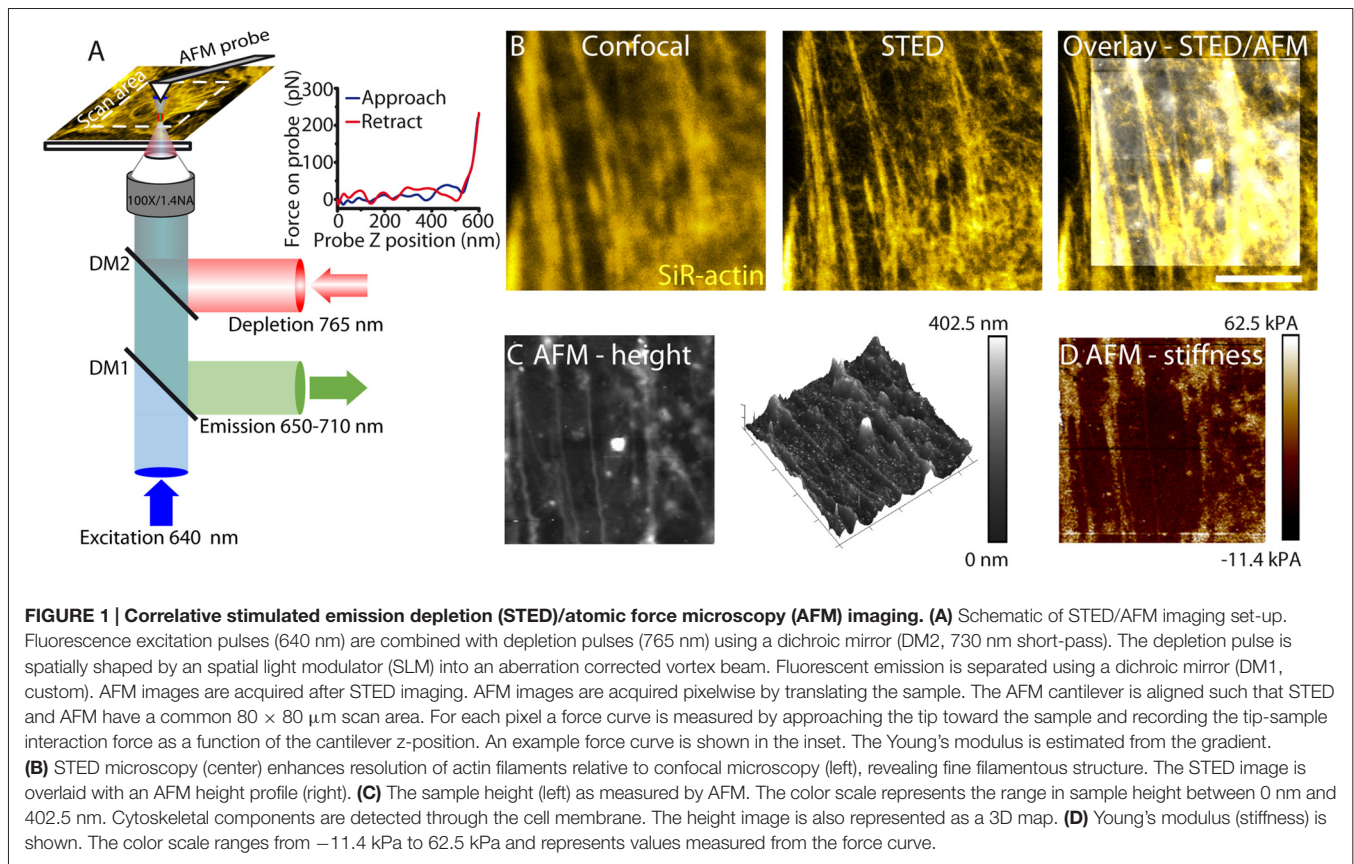 A
AFM probe
Scan area
100X/1.4NA
DM2
Depletion 765 nm
DM1
Emission 650-710 nm
Excitation 640 nm
Force on probe (pN)
300
200
100
0
Approach
Retract
0 200 400 600
Probe Z position (nm)
B Confocal
SiR-actin
STED
Overlay - STED/AFM
C AFM - height
402.5 nm
0 nm
D AFM - stiffness
62.5 kPA
-11.4 kPA
FIGURE 1 | Correlative stimulated emission depletion (STED)/atomic force microscopy (AFM) imaging. (A) Schematic of STED/AFM imaging set-up.
Fluorescence excitation pulses (640 nm) are combined with depletion pulses (765 nm) using a dichroic mirror (DM2, 730 nm short-pass). The depletion pulse is
spatially shaped by an spatial light modulator (SLM) into an aberration corrected vortex beam. Fluorescent emission is separated using a dichroic mirror (DM1,
custom). AFM images are acquired after STED imaging. AFM images are acquired pixelwise by translating the sample. The AFM cantilever is aligned such that STED
and AFM have a common 80 × 80 μm scan area. For each pixel a force curve is measured by approaching the tip toward the sample and recording the tip-sample
interaction force as a function of the cantilever z-position. An example force curve is shown in the inset. The Young's modulus is estimated from the gradient.
(B) STED microscopy (center) enhances resolution of actin filaments relative to confocal microscopy (left), revealing fine filamentous structure. The STED image is
overlaid with an AFM height profile (right). (C) The sample height (left) as measured by AFM. The color scale represents the range in sample height between 0 nm and
402.5 nm. Cytoskeletal components are detected through the cell membrane. The height image is also represented as a 3D map. (D) Young's modulus (stiffness) is
shown. The color scale ranges from −11.4 kPa to 62.5 kPa and represents values measured from the force curve.